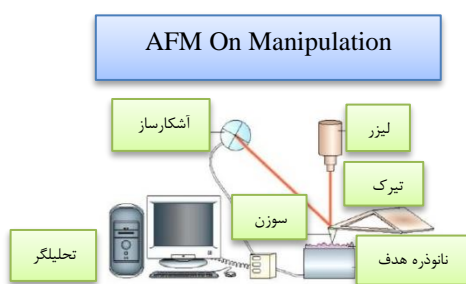 AFM On Manipulation
آشکارساز
لیزر
تیرک
سوزن
تحلیلگر
نانوذره هدف